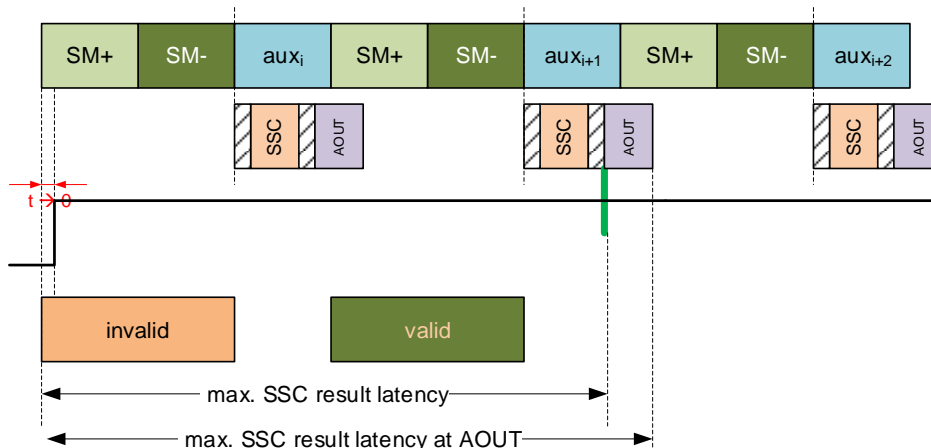 SM+ SM- auxi SM+ SM- auxi+1 SM+ SM- auxi+2
SSC AOUT SSC AOUT SSC AOUT
t → 0
invalid valid
max. SSC result latency
max. SSC result latency at AOUT